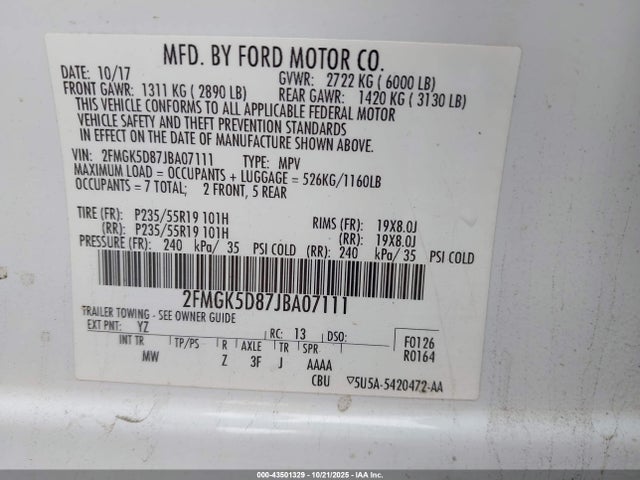 MFD. BY FORD MOTOR CO.
DATE: 10/17 GVWR: 2722 KG ( 6000 LB)
FRONT GAWR: 1311 KG ( 2890 LB) REAR GAWR: 1420 KG ( 3130 LB)
THIS VEHICLE CONFORMS TO ALL APPLICABLE FEDERAL MOTOR
VEHICLE SAFETY AND THEFT PREVENTION STANDARDS
IN EFFECT ON THE DATE OF MANUFACTURE SHOWN ABOVE.
VIN: 2FMGK5D87JBA07111 TYPE: MPV
MAXIMUM LOAD = OCCUPANTS + LUGGAGE = 526KG/1160LB
OCCUPANTS = 7 TOTAL; 2 FRONT, 5 REAR
TIRE (FR): P235/55R19 101H RIMS (FR): 19X8.0J
(RR): P235/55R19 101H (RR): 19X8.0J
PRESSURE (FR): 240 kPa/ 35 PSI COLD (RR): 240 kPa/ 35 PSI COLD
2FMGK5D87JBA07111
TRAILER TOWING - SEE OWNER GUIDE
EXT PNT: YZ RC: 13 DSO: F0126
INT TR TP/PS R AXLE TR SPR R0164
MW Z 3F J AAAA
CBU 5U5A-5420472-AA
000-43501329 | 10/21/2025 | IAA Inc.